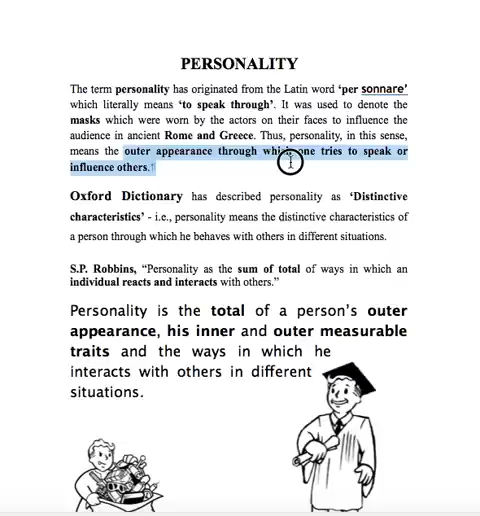 PERSONALITY
The term personality has originated from the Latin word ‘per sonnare’
which literally means ‘to speak through’. It was used to denote the
masks which were worn by the actors on their faces to influence the
audience in ancient Rome and Greece. Thus, personality, in this sense,
means the outer appearance through which one tries to speak or
influence others.
Oxford Dictionary has described personality as ‘Distinctive
characteristics’ - i.e., personality means the distinctive characteristics of
a person through which he behaves with others in different situations.
S.P. Robbins, “Personality as the sum of total of ways in which an
individual reacts and interacts with others.”
Personality is the total of a person’s outer
appearance, his inner and outer measurable
traits and the ways in which he
interacts with others in different
situations.